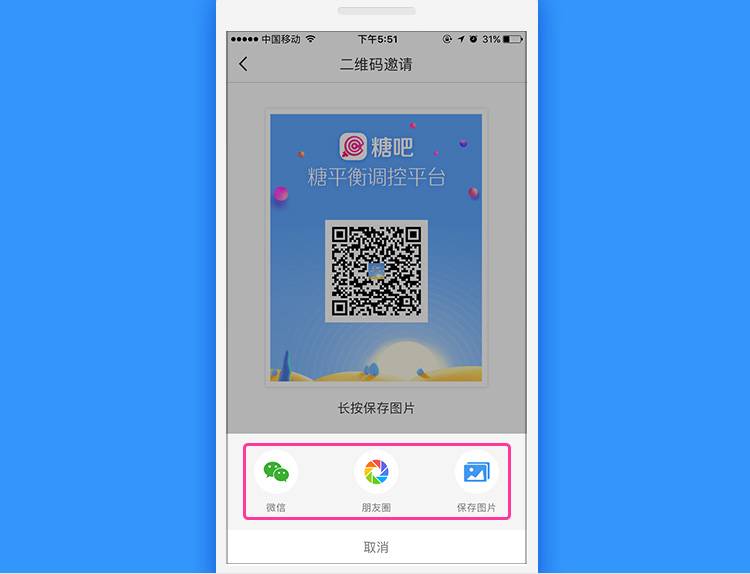 中国移动
下午5:51
31%
二维码邀请
糖吧
糖平衡调控平台
长按保存图片
微信
朋友圈
保存图片
取消